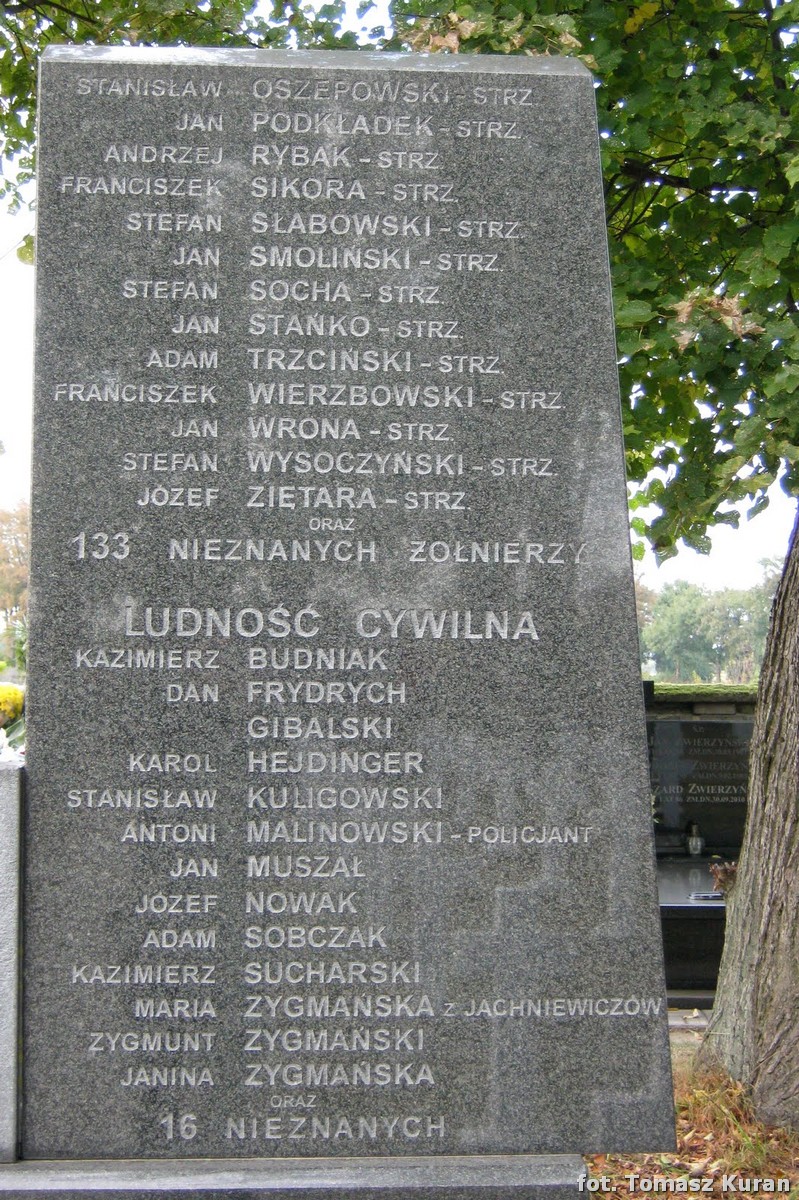 STANISŁAW OSZEPOWSKI - STRZ.
JAN PODKŁADEK - STRZ.
ANDRZEJ RYBAK - STRZ.
FRANCISZEK SIKORA - STRZ.
STEFAN SŁABOWSKI - STRZ.
JAN SMOLIŃSKI - STRZ.
STEFAN SOCHA - STRZ.
JAN STAŃKO - STRZ.
ADAM TRZCIŃSKI - STRZ.
FRANCISZEK WIERZBOWSKI - STRZ.
JAN WRONA - STRZ.
STEFAN WYSOCZYŃSKI - STRZ.
JÓZEF ZIĘTARA - STRZ.
ORAZ
133 NIEZNANYCH ŻOŁNIERZY
LUDNOŚĆ CYWILNA
KAZIMIERZ BUDNIAK
DAN FRYDRYCH
GIBALSKI
KAROL HEJDINGER
STANISŁAW KULIGOWSKI
ANTONI MALINOWSKI - POLICJANT
JAN MUSZAŁ
JÓZEF NOWAK
ADAM SOBCZAK
KAZIMIERZ SUCHARSKI
MARIA ZYGMAŃSKA Z JACHNIEWICZÓW
ZYGMUNT ZYGMAŃSKI
JANINA ZYGMAŃSKA
ORAZ
16 NIEZNANYCH
ZWIERZYŃ
ZARD ZWIERZYŃ
fot. Tomasz Kuran